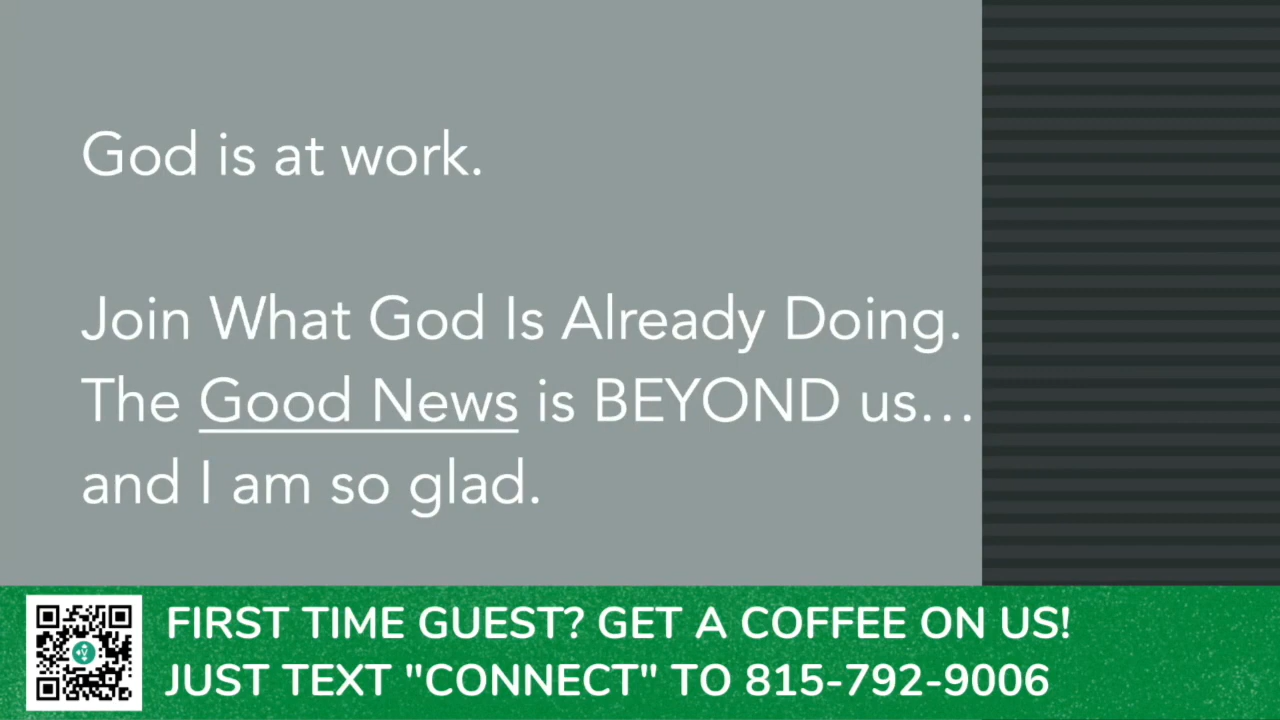 God is at work.
Join What God Is Already Doing.
The Good News is BEYOND us…
and I am so glad.
FIRST TIME GUEST? GET A COFFEE ON US!
JUST TEXT "CONNECT" TO 815-792-9006